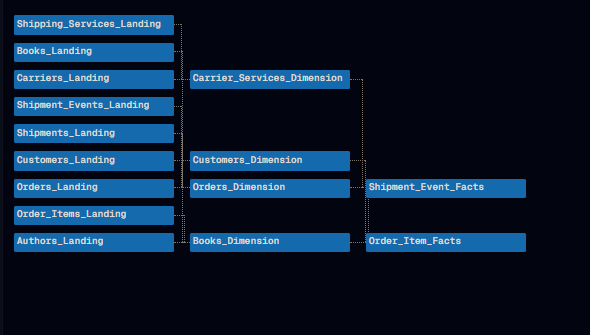 Shipping_Services_Landing
Books_Landing
Carriers_Landing
Carrier_Services_Dimension
Shipment_Events_Landing
Shipments_Landing
Customers_Landing
Customers_Dimension
Orders_Landing
Orders_Dimension
Shipment_Event_Facts
Order_Items_Landing
Authors_Landing
Books_Dimension
Order_Item_Facts